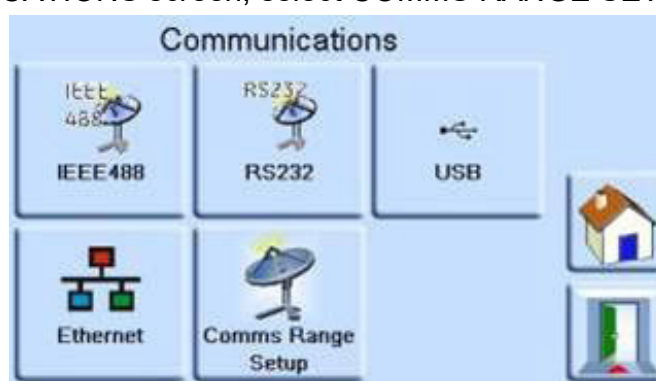 Communications
IEEE
488
IEEE488
RS232
RS232
USB
Ethernet
Comms Range
Setup